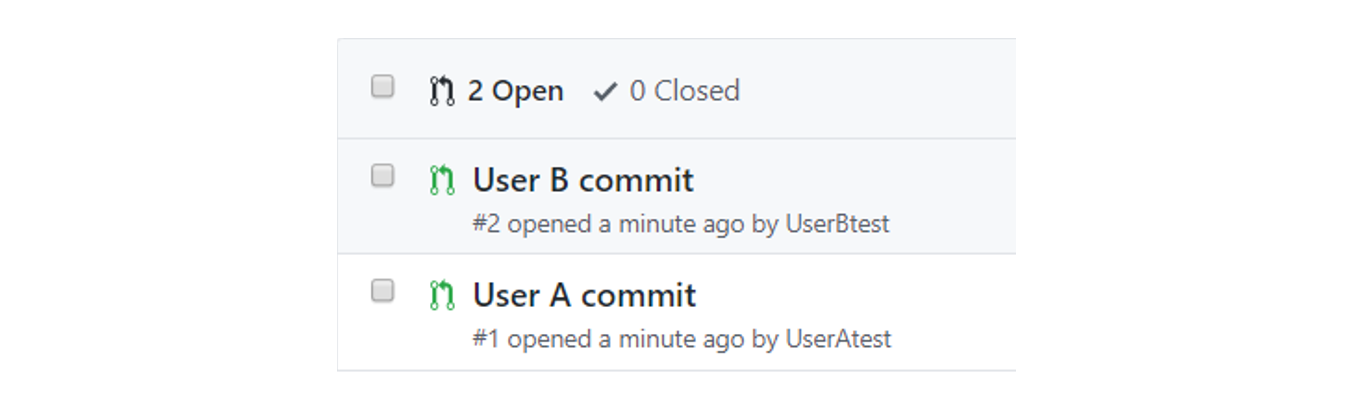 2 Open 0 Closed
User B commit
#2 opened a minute ago by UserBtest
User A commit
#1 opened a minute ago by UserAtest